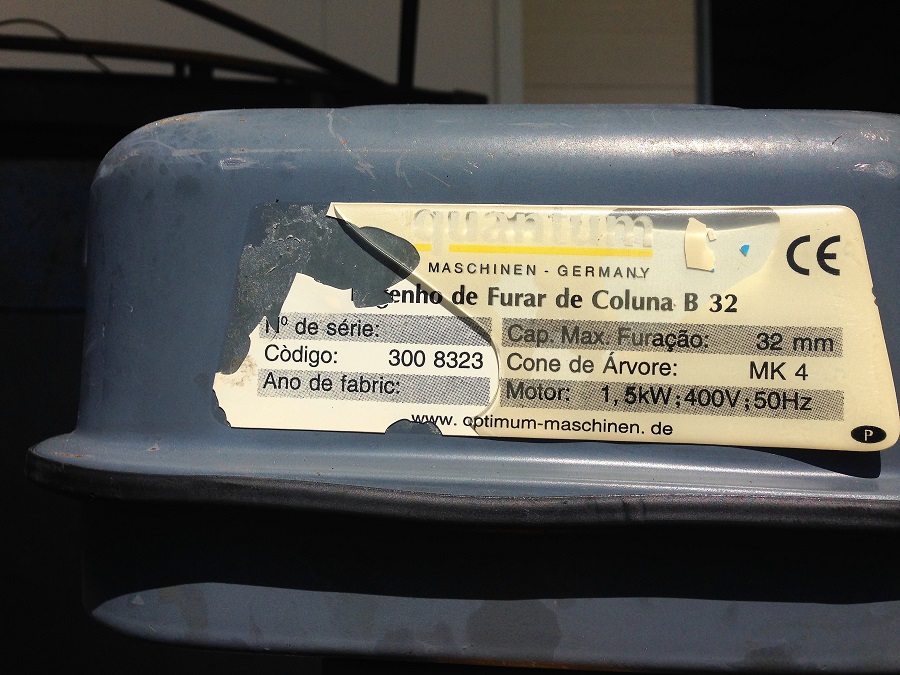 quantum
MASCHINEN - GERMANY
genho de Furar de Coluna B 32
Nº de série:
Còdigo: 300 8323
Ano de fabric:
Cap. Max. Furação: 32 mm
Cone de Árvore: MK 4
Motor: 1,5kW;400V;50Hz
www.optimum-maschinen.de
CE
P